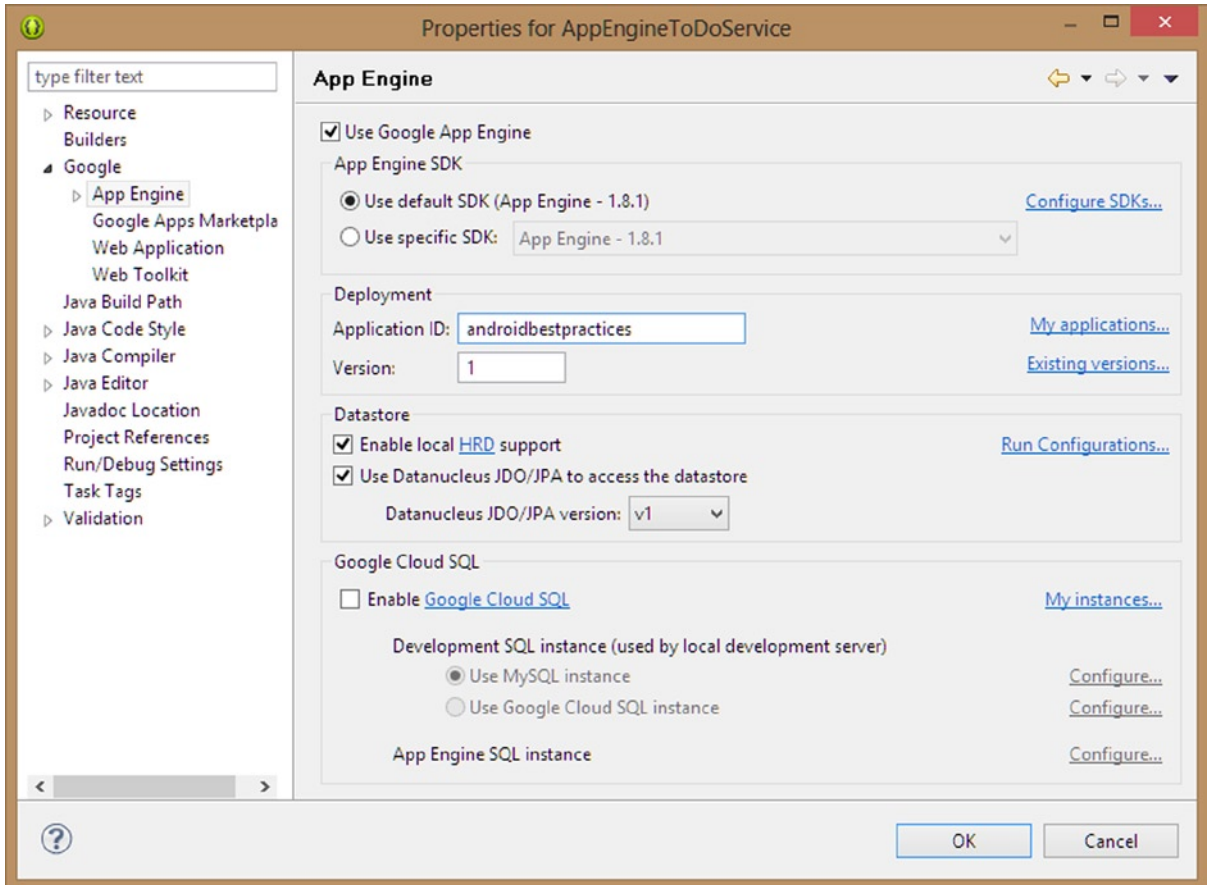 Properties for AppEngineToDoService
type filter text
Resource
Builders
Google
App Engine
Google Apps Marketpla
Web Application
Web Toolkit
Java Build Path
Java Code Style
Java Compiler
Java Editor
Javadoc Location
Project References
Run/Debug Settings
Task Tags
Validation
App Engine
Use Google App Engine
App Engine SDK
Use default SDK (App Engine - 1.8.1) Configure SDKs...
Use specific SDK: App Engine - 1.8.1
Deployment
Application ID: androidbestpractices My applications...
Version: 1 Existing versions...
Datastore
Enable local HRD support Run Configurations...
Use Datanucleus JDO/JPA to access the datastore
Datanucleus JDO/JPA version: v1
Google Cloud SQL
Enable Google Cloud SQL My instances...
Development SQL instance (used by local development server)
Use MySQL instance Configure...
Use Google Cloud SQL instance Configure...
App Engine SQL instance Configure...
OK Cancel